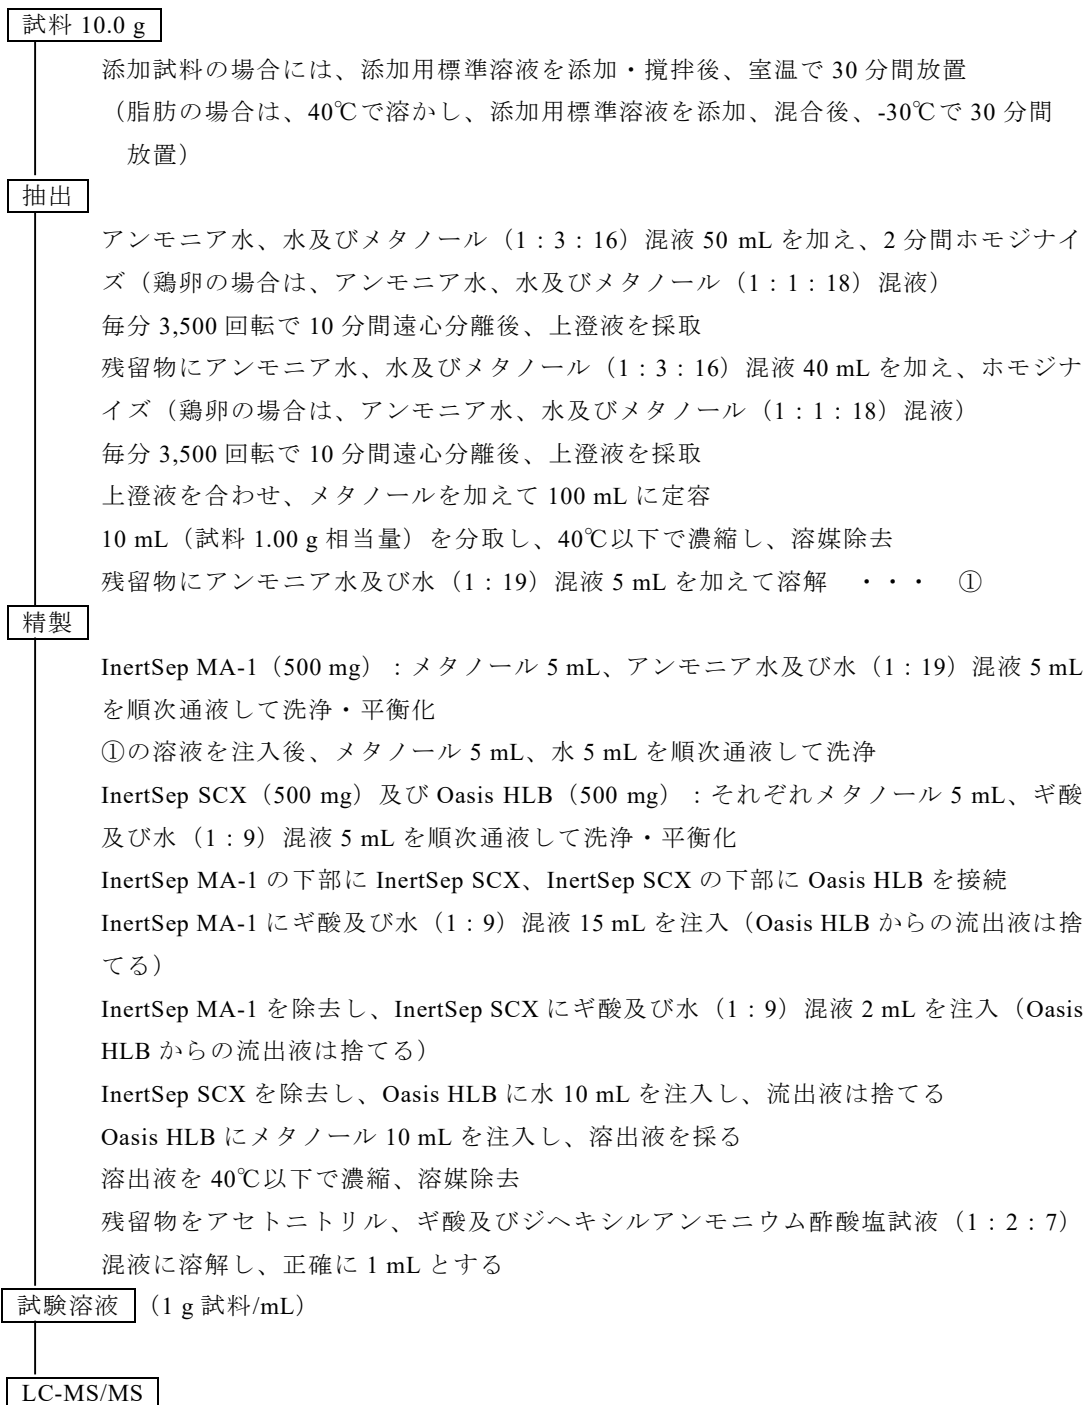 試料 10.0 g
添加試料の場合には、添加用標準溶液を添加・撹拌後、室温で 30 分間放置
（脂肪の場合は、40℃で溶かし、添加用標準溶液を添加、混合後、-30℃で 30 分間
放置）
抽出
アンモニア水、水及びメタノール（1：3：16）混液 50 mL を加え、2 分間ホモジナイ
ズ（鶏卵の場合は、アンモニア水、水及びメタノール（1：1：18）混液）
毎分 3,500 回転で 10 分間遠心分離後、上澄液を採取
残留物にアンモニア水、水及びメタノール（1：3：16）混液 40 mL を加え、ホモジナ
イズ（鶏卵の場合は、アンモニア水、水及びメタノール（1：1：18）混液）
毎分 3,500 回転で 10 分間遠心分離後、上澄液を採取
上澄液を合わせ、メタノールを加えて 100 mL に定容
10 mL（試料 1.00 g 相当量）を分取し、40℃以下で濃縮し、溶媒除去
残留物にアンモニア水及び水（1：19）混液 5 mL を加えて溶解　・・・　①
精製
InertSep MA-1（500 mg）：メタノール 5 mL、アンモニア水及び水（1：19）混液 5 mL
を順次通液して洗浄・平衡化
①の溶液を注入後、メタノール 5 mL、水 5 mL を順次通液して洗浄
InertSep SCX（500 mg）及び Oasis HLB（500 mg）：それぞれメタノール 5 mL、ギ酸
及び水（1：9）混液 5 mL を順次通液して洗浄・平衡化
InertSep MA-1 の下部に InertSep SCX、InertSep SCX の下部に Oasis HLB を接続
InertSep MA-1 にギ酸及び水（1：9）混液 15 mL を注入（Oasis HLB からの流出液は捨
てる）
InertSep MA-1 を除去し、InertSep SCX にギ酸及び水（1：9）混液 2 mL を注入（Oasis
HLB からの流出液は捨てる）
InertSep SCX を除去し、Oasis HLB に水 10 mL を注入し、流出液は捨てる
Oasis HLB にメタノール 10 mL を注入し、溶出液を採る
溶出液を 40℃以下で濃縮、溶媒除去
残留物をアセトニトリル、ギ酸及びジヘキシルアンモニウム酢酸塩試液（1：2：7）
混液に溶解し、正確に 1 mL とする
試験溶液（1 g 試料/mL）
LC-MS/MS